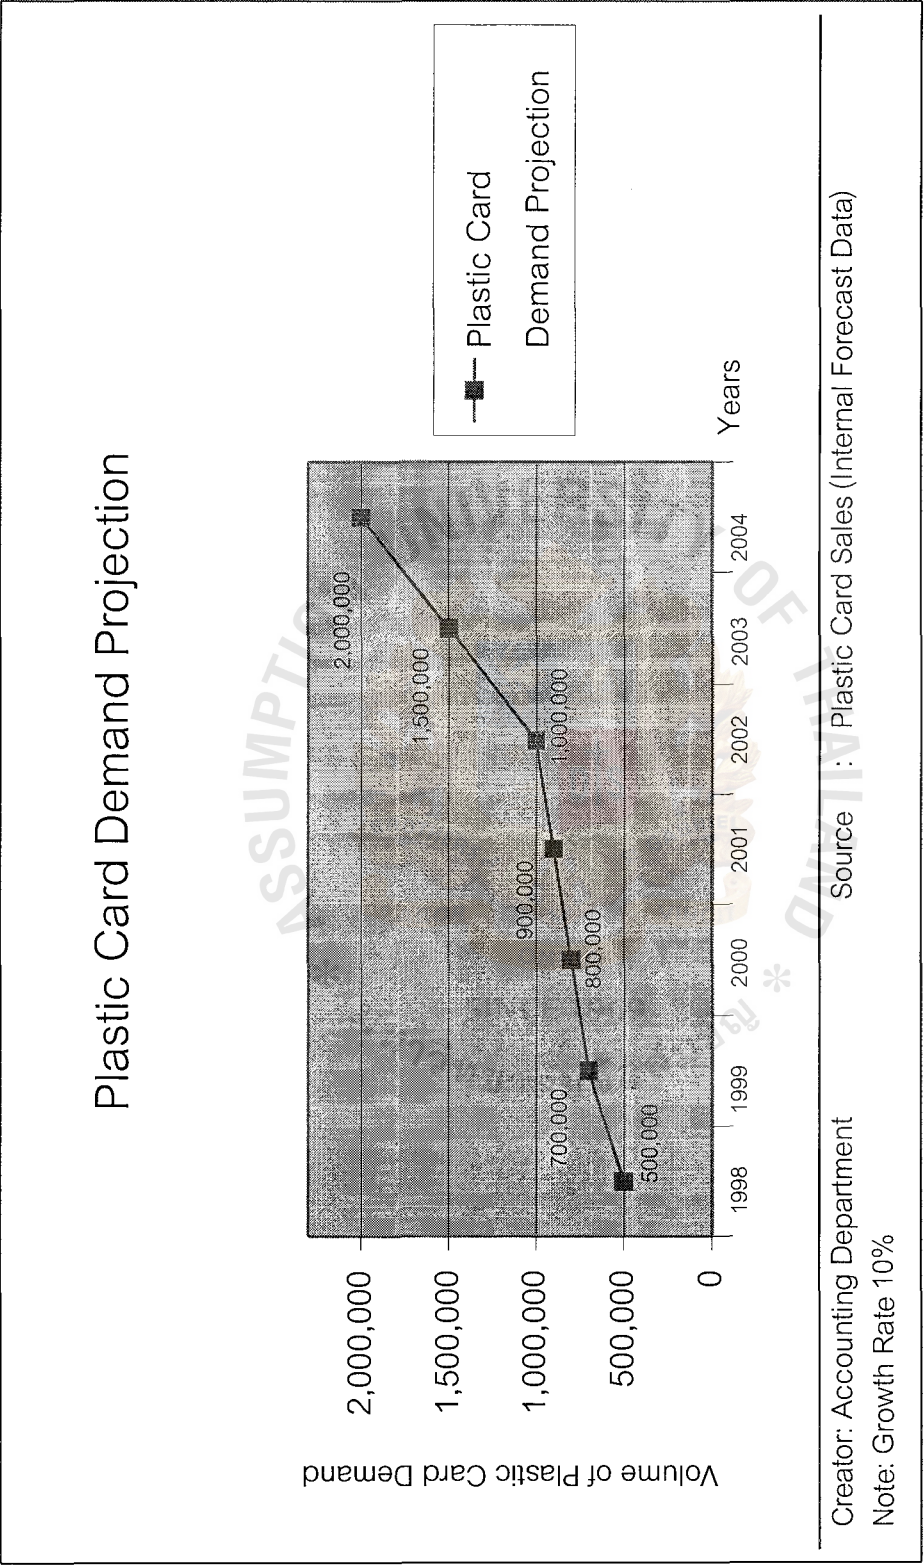 Plastic Card Demand Projection
Volume of Plastic Card Demand
2,000,000
1,500,000
1,000,000
500,000
0
500,000
700,000
800,000
900,000
1,000,000
1,500,000
2,000,000
1998
1999
2000
2001
2002
2003
2004
Years
Plastic Card
Demand Projection
Creator: Accounting Department
Source : Plastic Card Sales (Internal Forecast Data)
Note: Growth Rate 10%